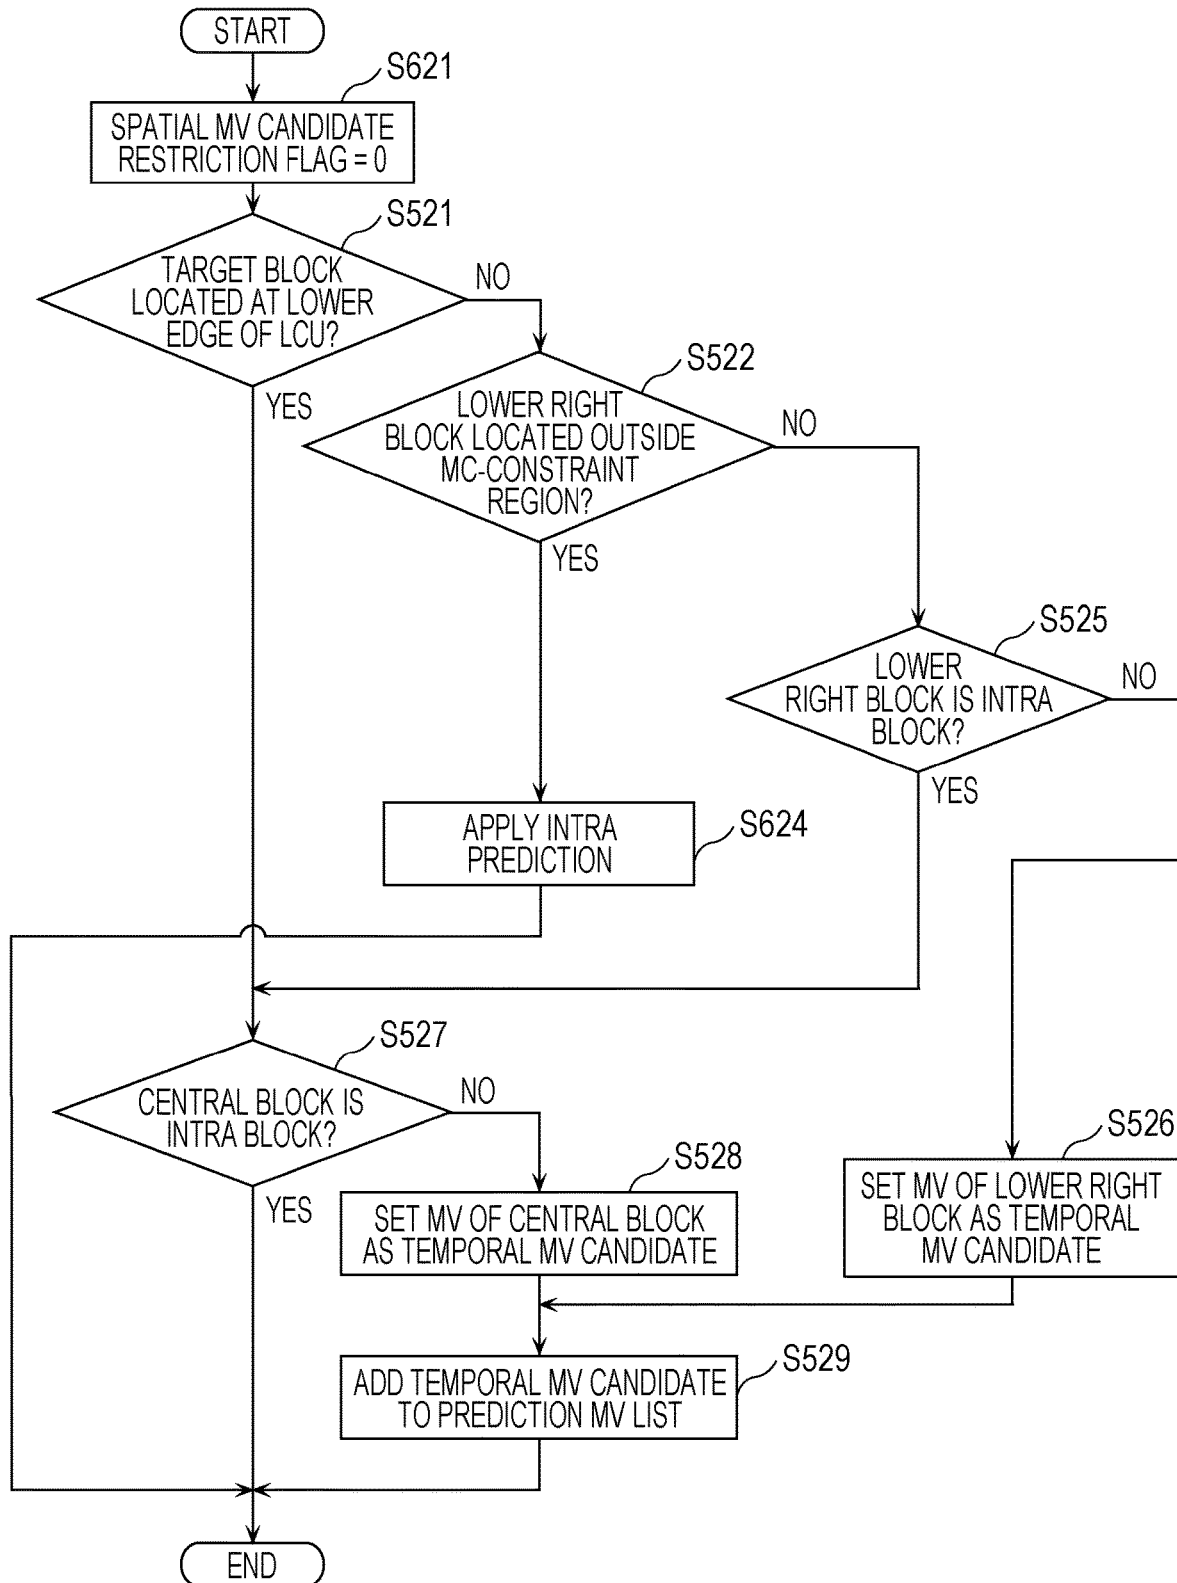 START
S621
SPATIAL MV CANDIDATE
RESTRICTION FLAG = 0
S521
TARGET BLOCK
LOCATED AT LOWER
EDGE OF LCU?
NO
YES
S522
LOWER RIGHT
BLOCK LOCATED OUTSIDE
MC-CONSTRAINT
REGION?
NO
YES
S525
LOWER
RIGHT BLOCK IS INTRA
BLOCK?
NO
YES
APPLY INTRA
PREDICTION
S624
S527
CENTRAL BLOCK IS
INTRA BLOCK?
NO
YES
S528
SET MV OF CENTRAL BLOCK
AS TEMPORAL MV CANDIDATE
S526
SET MV OF LOWER RIGHT
BLOCK AS TEMPORAL
MV CANDIDATE
S529
ADD TEMPORAL MV CANDIDATE
TO PREDICTION MV LIST
END